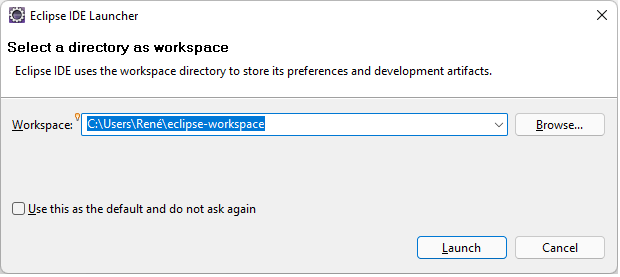 Eclipse IDE Launcher
Select a directory as workspace
Eclipse IDE uses the workspace directory to store its preferences and development artifacts.
Workspace: C:\Users\René\eclipse-workspace Browse...
Use this as the default and do not ask again
Launch Cancel